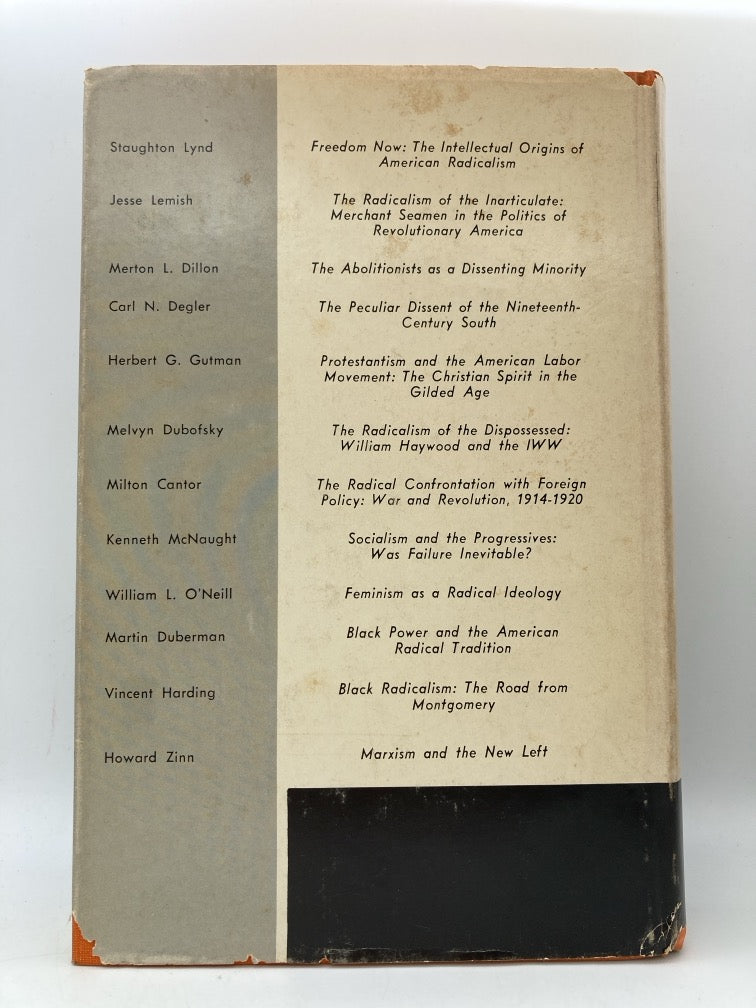 Staughton Lynd Freedom Now: The Intellectual Origins of
American Radicalism
Jesse Lemish The Radicalism of the Inarticulate:
Merchant Seamen in the Politics of
Revolutionary America
Merton L. Dillon The Abolitionists as a Dissenting Minority
Carl N. Degler The Peculiar Dissent of the Nineteenth-
Century South
Herbert G. Gutman Protestantism and the American Labor
Movement: The Christian Spirit in the
Gilded Age
Melvyn Dubofsky The Radicalism of the Dispossessed:
William Haywood and the IWW
Milton Cantor The Radical Confrontation with Foreign
Policy: War and Revolution, 1914-1920
Kenneth McNaught Socialism and the Progressives:
Was Failure Inevitable?
William L. O'Neill Feminism as a Radical Ideology
Martin Duberman Black Power and the American
Radical Tradition
Vincent Harding Black Radicalism: The Road from
Montgomery
Howard Zinn Marxism and the New Left